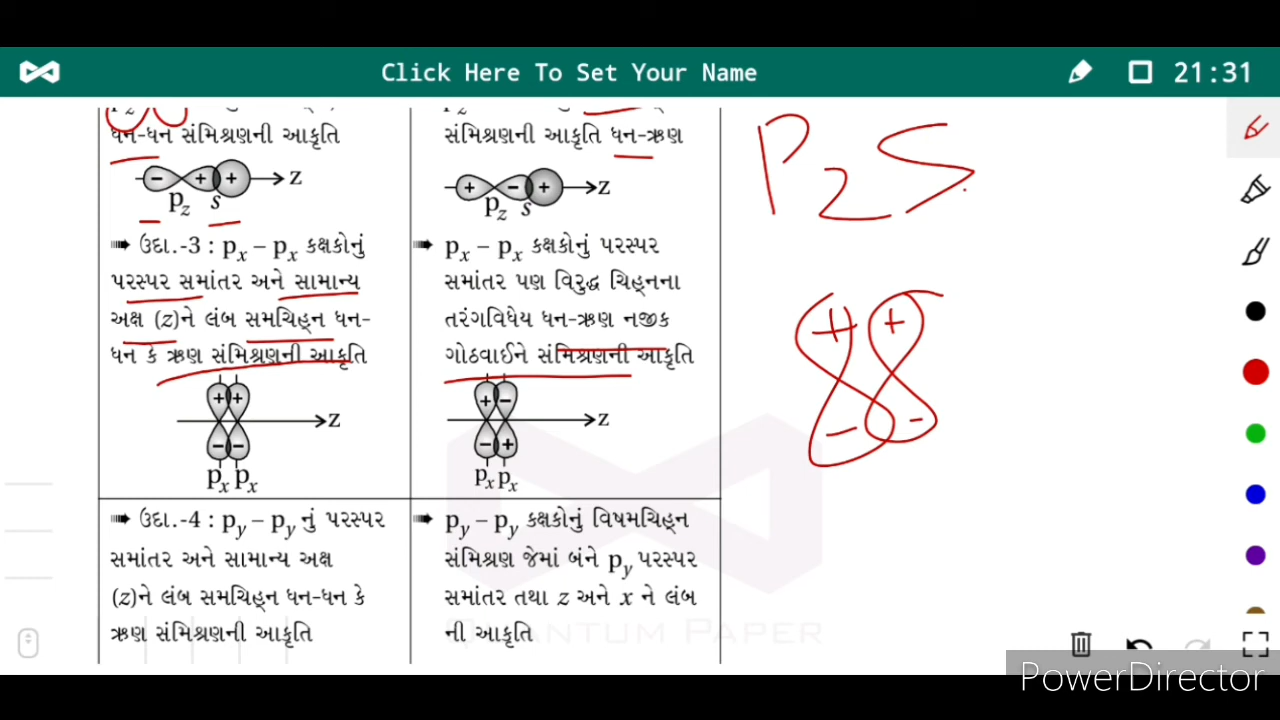 Click Here To Set Your Name
21:31
ધન-ધન સંમિશ્રણની આકૃતિ
− + + z
pz s
➠ ઉદા.-3 : px – px કક્ષકોનું
પરસ્પર સમાંતર અને સામાન્ય
અક્ષ (z)ને લંબ સમચિહ્ન ધન-
ધન કે ઋણ સંમિશ્રણની આકૃતિ
+ +
z
− −
px px
➠ ઉદા.-4 : py – py નું પરસ્પર
સમાંતર અને સામાન્ય અક્ષ
(z)ને લંબ સમચિહ્ન ધન-ધન કે
ઋણ સંમિશ્રણની આકૃતિ
સંમિશ્રણની આકૃતિ ધન-ઋણ
+ − + z
pz s
➠ px – px કક્ષકોનું પરસ્પર
સમાંતર પણ વિરુદ્ધ ચિહ્નના
તરંગવિધેય ધન-ઋણ નજીક
ગોઠવાઈને સંમિશ્રણની આકૃતિ
+ −
z
− +
px px
➠ py – py કક્ષકોનું વિષમચિહ્ન
સંમિશ્રણ જેમાં બંને py પરસ્પર
સમાંતર તથા z અને x ને લંબ
ની આકૃતિ
QUANTUM PAPER
PzS
+ +
− −
PowerDirector